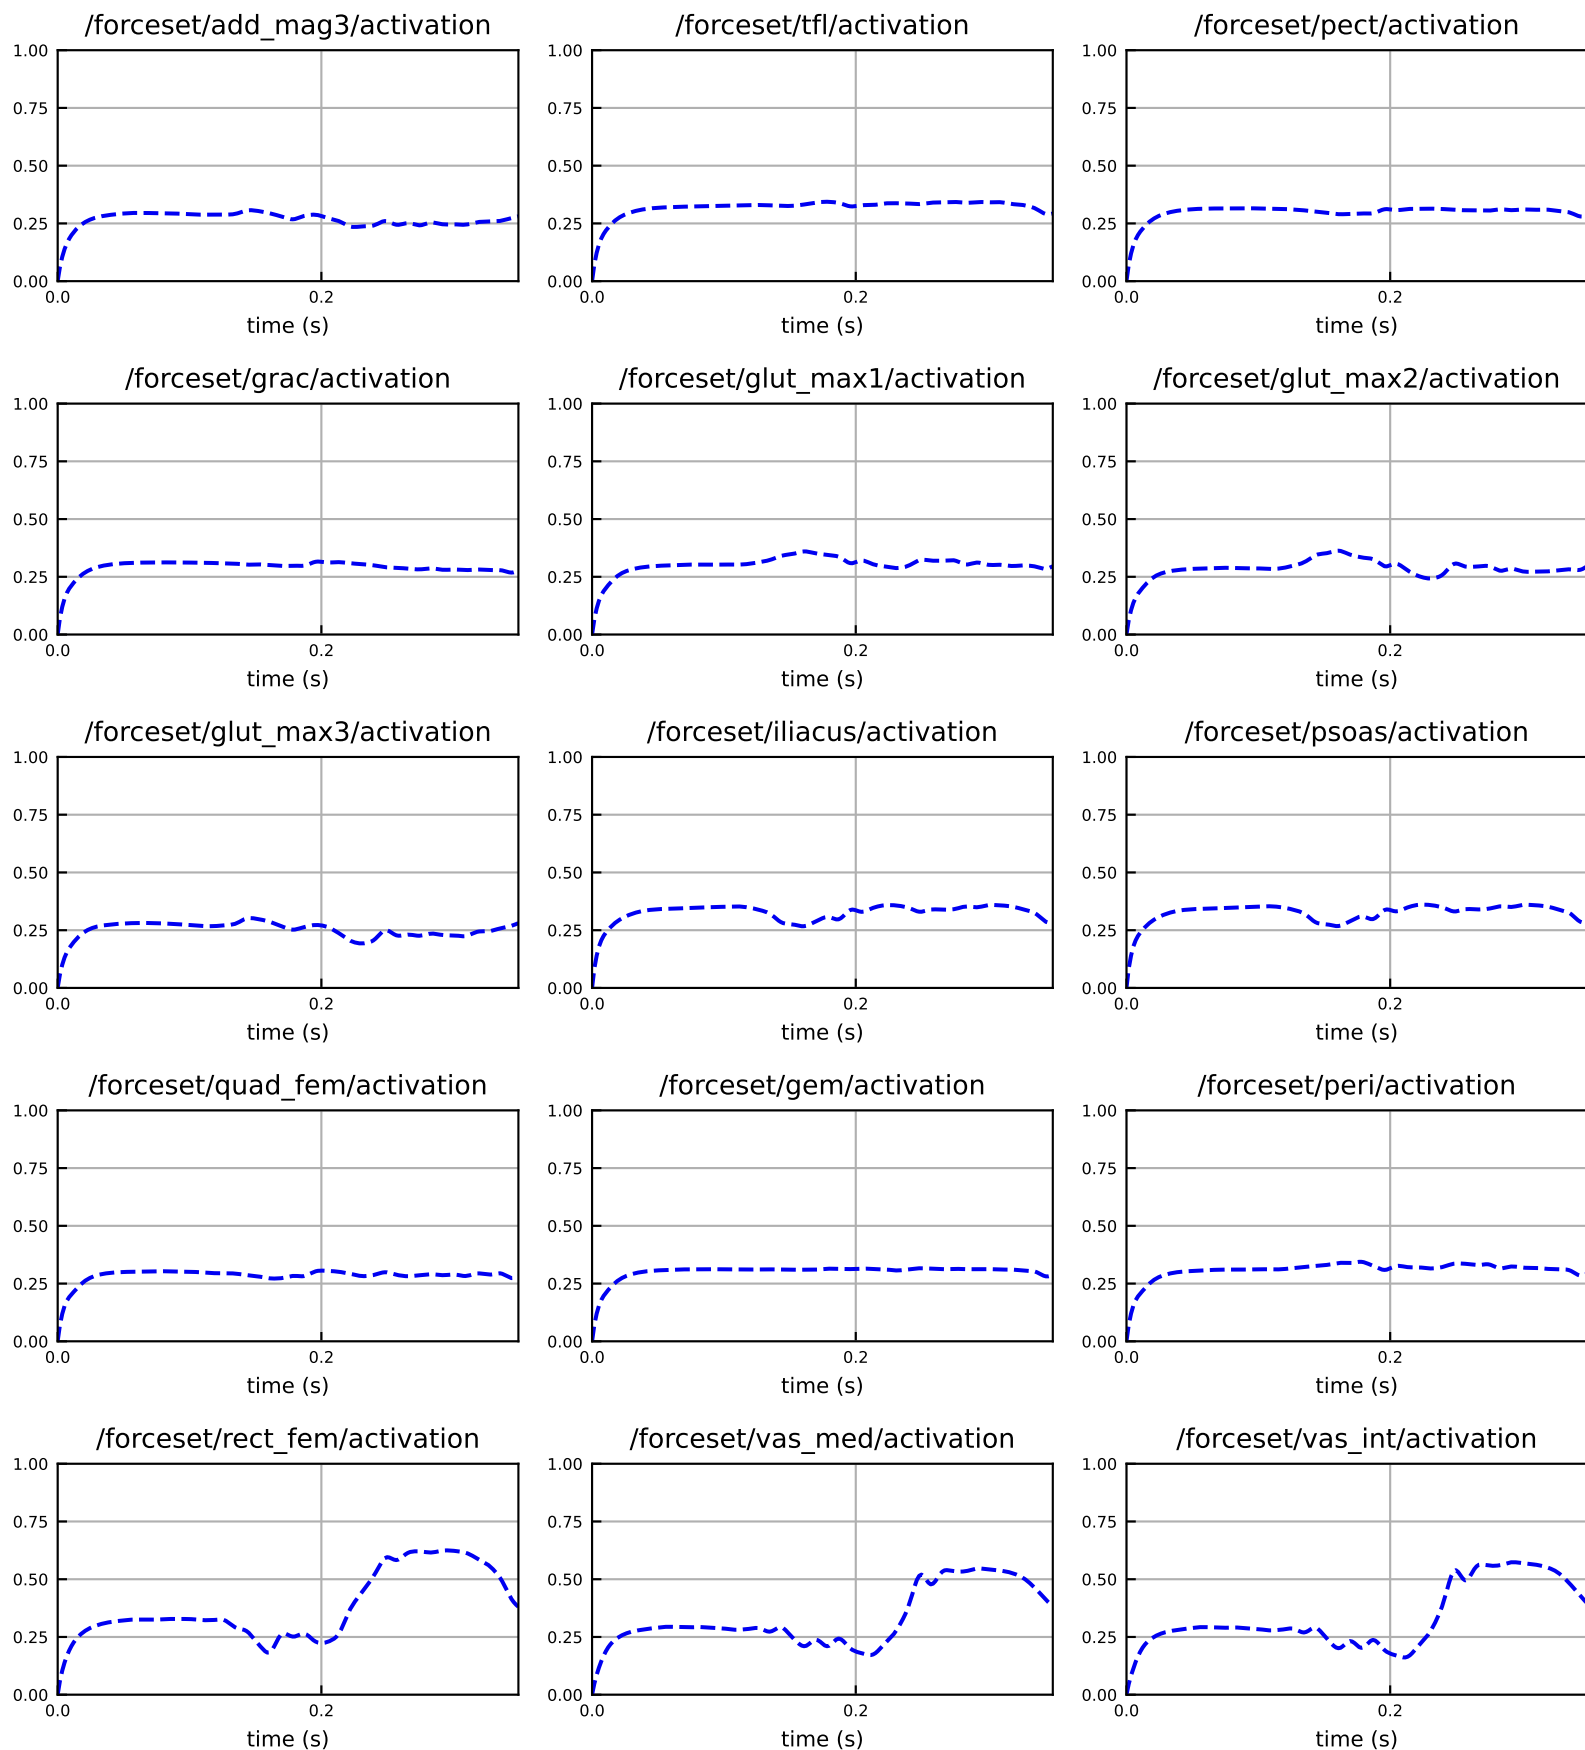 /forceset/add_mag3/activation /forceset/tfl/activation /forceset/pect/activation
1.00 1.00 1.00
0.75 0.75 0.75
0.50 0.50 0.50
0.25 0.25 0.25
0.00 0.00 0.00
0.0 0.2 0.0 0.2 0.0 0.2
time (s) time (s) time (s)
/forceset/grac/activation /forceset/glut_max1/activation /forceset/glut_max2/activation
1.00 1.00 1.00
0.75 0.75 0.75
0.50 0.50 0.50
0.25 0.25 0.25
0.00 0.00 0.00
0.0 0.2 0.0 0.2 0.0 0.2
time (s) time (s) time (s)
/forceset/glut_max3/activation /forceset/iliacus/activation /forceset/psoas/activation
1.00 1.00 1.00
0.75 0.75 0.75
0.50 0.50 0.50
0.25 0.25 0.25
0.00 0.00 0.00
0.0 0.2 0.0 0.2 0.0 0.2
time (s) time (s) time (s)
/forceset/quad_fem/activation /forceset/gem/activation /forceset/peri/activation
1.00 1.00 1.00
0.75 0.75 0.75
0.50 0.50 0.50
0.25 0.25 0.25
0.00 0.00 0.00
0.0 0.2 0.0 0.2 0.0 0.2
time (s) time (s) time (s)
/forceset/rect_fem/activation /forceset/vas_med/activation /forceset/vas_int/activation
1.00 1.00 1.00
0.75 0.75 0.75
0.50 0.50 0.50
0.25 0.25 0.25
0.00 0.00 0.00
0.0 0.2 0.0 0.2 0.0 0.2
time (s) time (s) time (s)